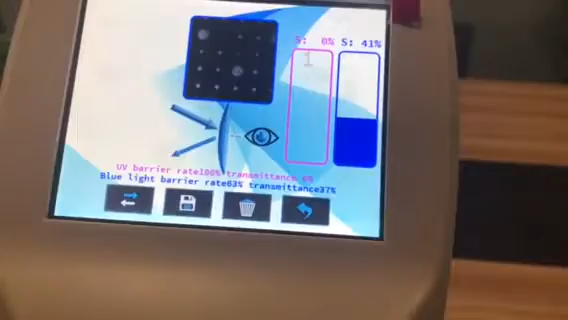 S: 0% S: 41%
1
UV barrier rate100% transmittance 0%
Blue light barrier rate63% transmittance37%